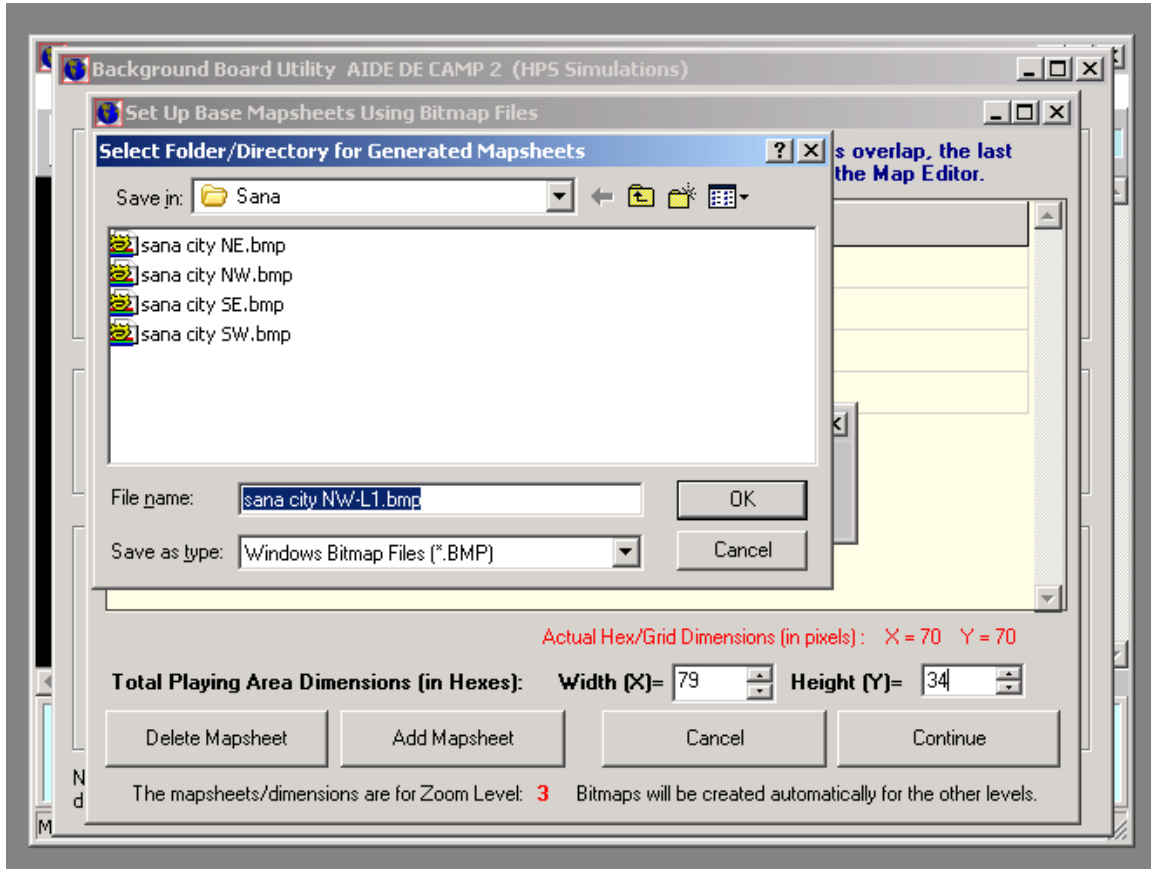 Background Board Utility AIDE DE CAMP 2 (HPS Simulations)
Set Up Base Mapsheets Using Bitmap Files
Select Folder/Directory for Generated Mapsheets
s overlap, the last
the Map Editor.
Save in: Sana
sana city NE.bmp
sana city NW.bmp
sana city SE.bmp
sana city SW.bmp
File name: sana city NW-L1.bmp OK
Save as type: Windows Bitmap Files (*.BMP) Cancel
Actual Hex/Grid Dimensions (in pixels) : X = 70 Y = 70
Total Playing Area Dimensions (in Hexes): Width (X)= 79 Height (Y)= 34
Delete Mapsheet Add Mapsheet Cancel Continue
N
d
The mapsheets/dimensions are for Zoom Level: 3 Bitmaps will be created automatically for the other levels.
M